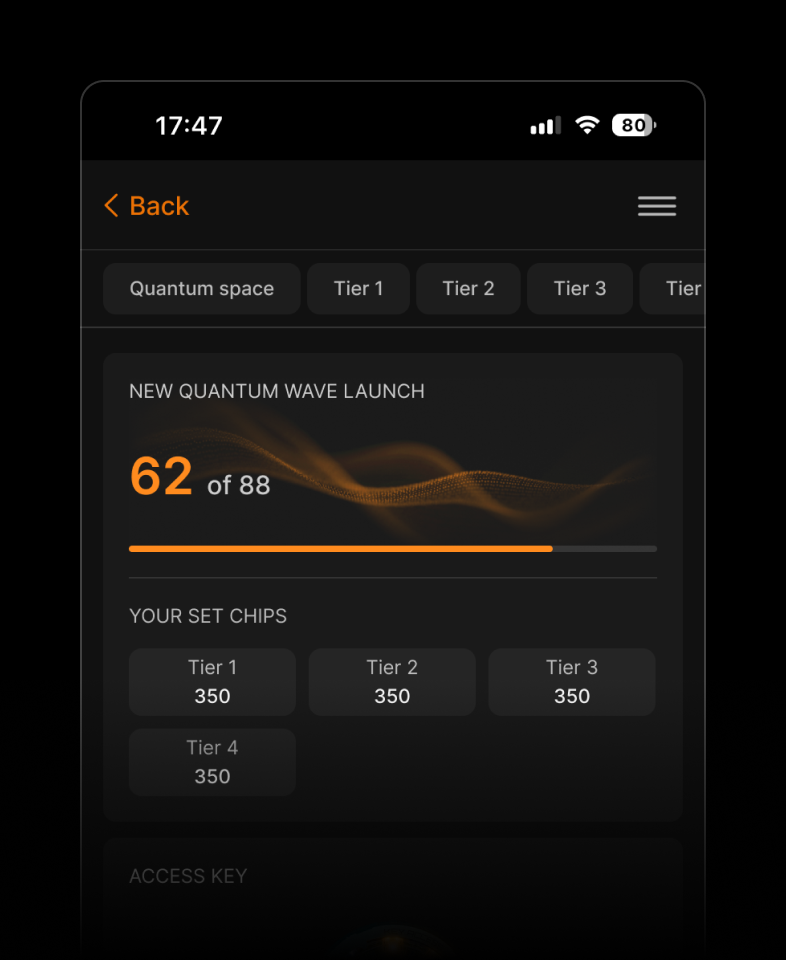 17:47
80
Back
Quantum space Tier 1 Tier 2 Tier 3 Tier
NEW QUANTUM WAVE LAUNCH
62 of 88
YOUR SET CHIPS
Tier 1 Tier 2 Tier 3
350 350 350
Tier 4
350
ACCESS KEY